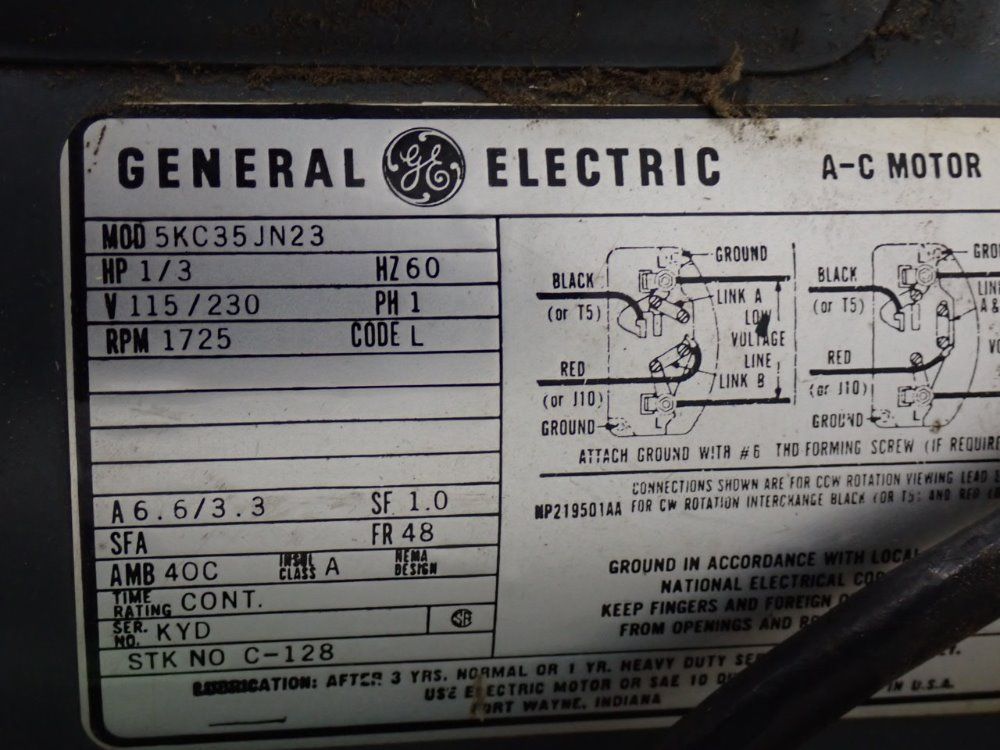 GENERAL GE ELECTRIC A-C MOTOR
MOD 5KC35JN23
HP 1/3 HZ 60
V 115/230 PH 1
RPM 1725 CODE L
A 6.6/3.3 SF 1.0
SFA FR 48
AMB 40C INSUL CLASS A NEMA DESIGN
TIME RATING CONT.
SER. NO. KYD
STK NO C-128
L GROUND
BLACK
(or T5)
LINK A
LOW
VOLTAGE
LINE
RED
(or J10)
LINK B
L
GROUND
L
BLACK
(or T5)
RED
(or J10)
L
GROUND
ATTACH GROUND WITH #6 THD FORMING SCREW (IF
CONNECTIONS SHOWN ARE FOR CCW ROTATION VIEWING LEAD
MP219501AA FOR CW ROTATION INTERCHANGE BLACK (OR T5) AND RED
GROUND IN ACCORDANCE WITH LOCAL
NATIONAL ELECTRICAL
KEEP FINGERS AND FOREIGN
FROM OPENINGS AND
LUBRICATION: AFTER 3 YRS. NORMAL OR 1 YR. HEAVY DUTY
USE ELECTRIC MOTOR OR SAE 10
FORT WAYNE, INDIANA IN U.S.A.